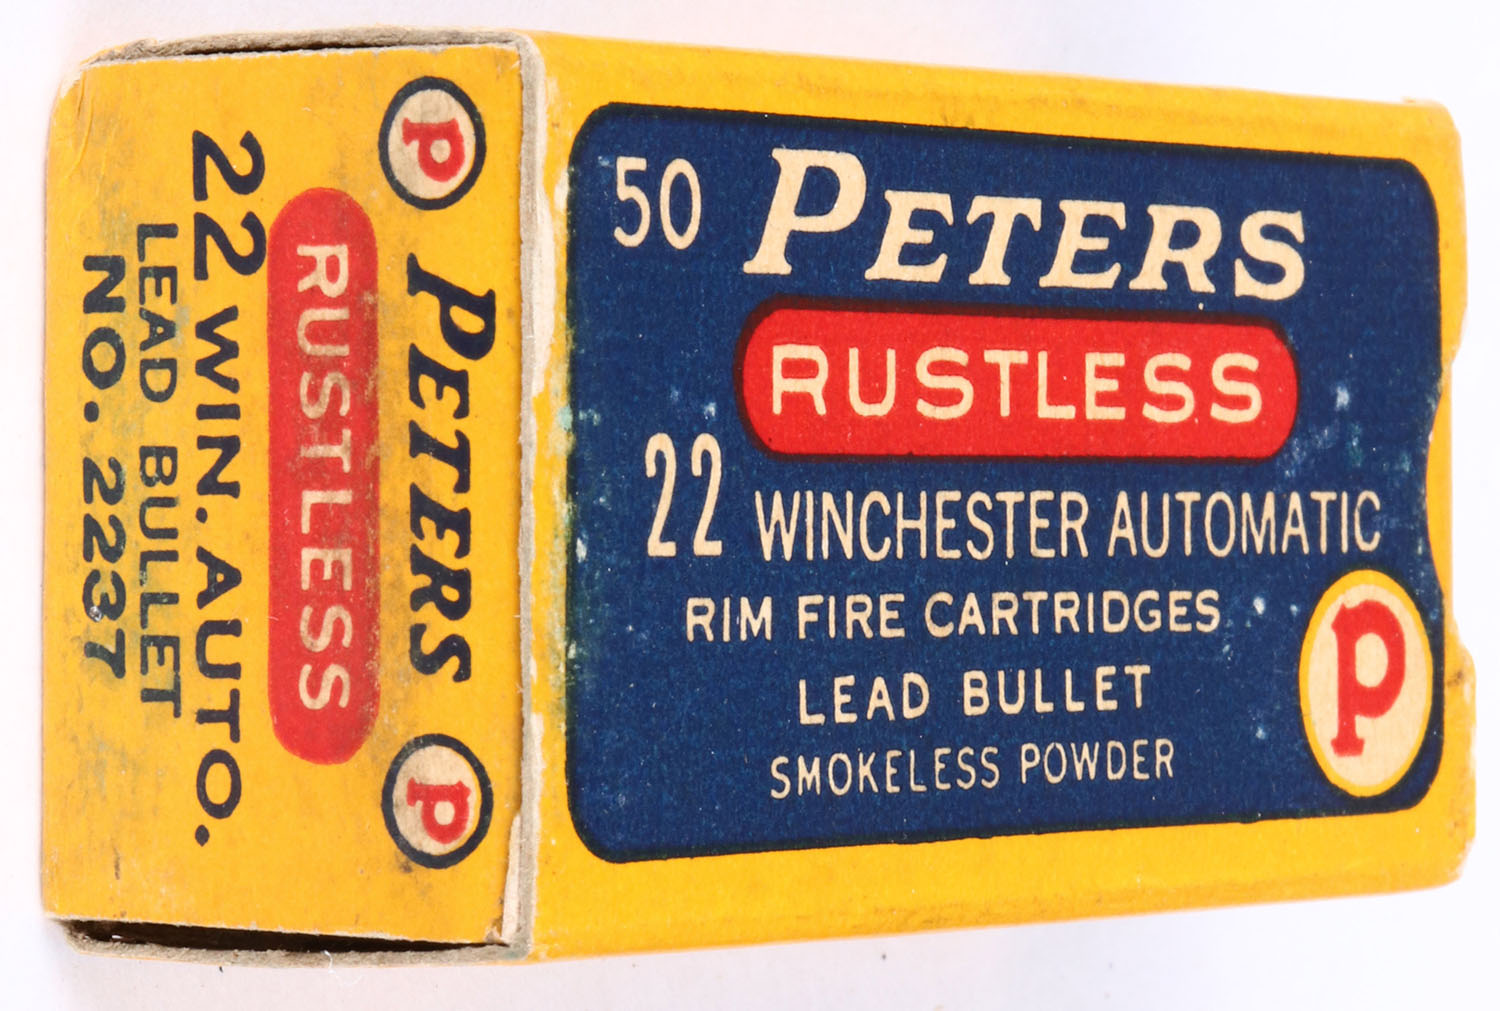 50 PETERS
RUSTLESS
22 WINCHESTER AUTOMATIC
RIM FIRE CARTRIDGES
LEAD BULLET
SMOKELESS POWDER
P
P PETERS P
RUSTLESS
22 WIN. AUTO.
LEAD BULLET
NO. 2237